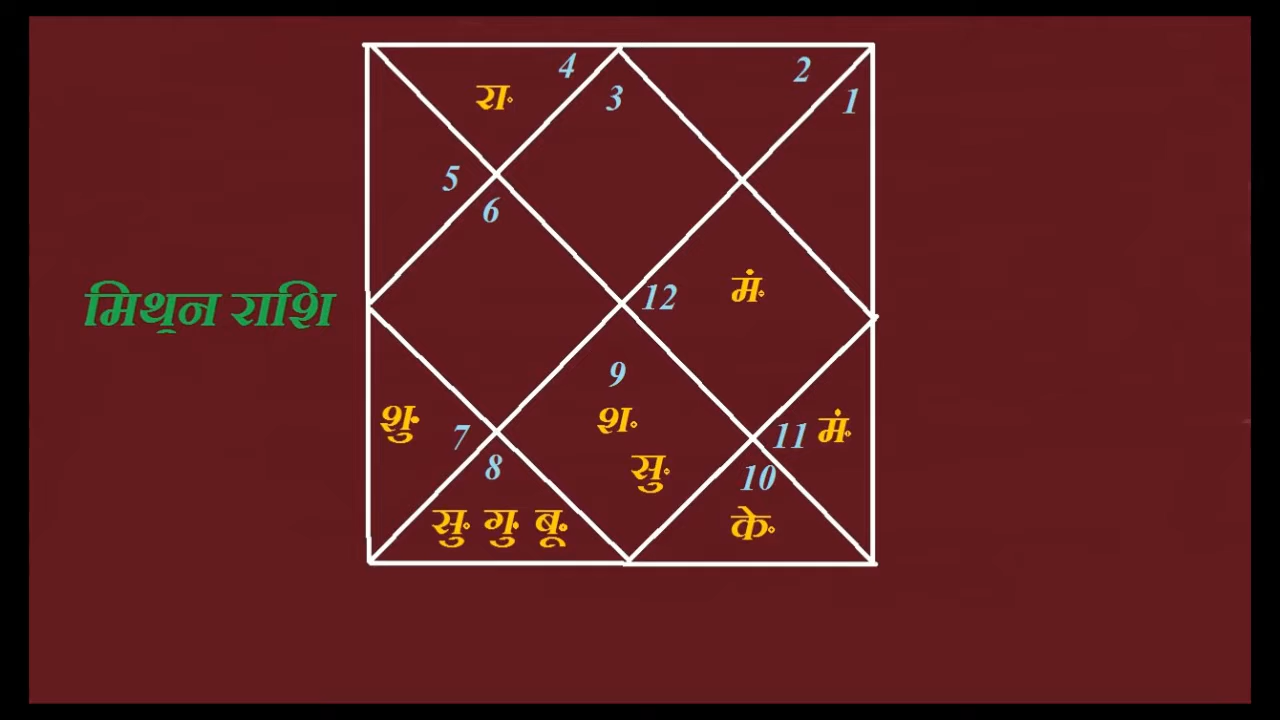 4 2
रा॰ 3 1
5
6
मिथुन राशि 12 मं॰
9
शु॰ 7 श॰ 11 मं॰
8 सु॰ 10
सु॰ गु॰ बू॰ के॰